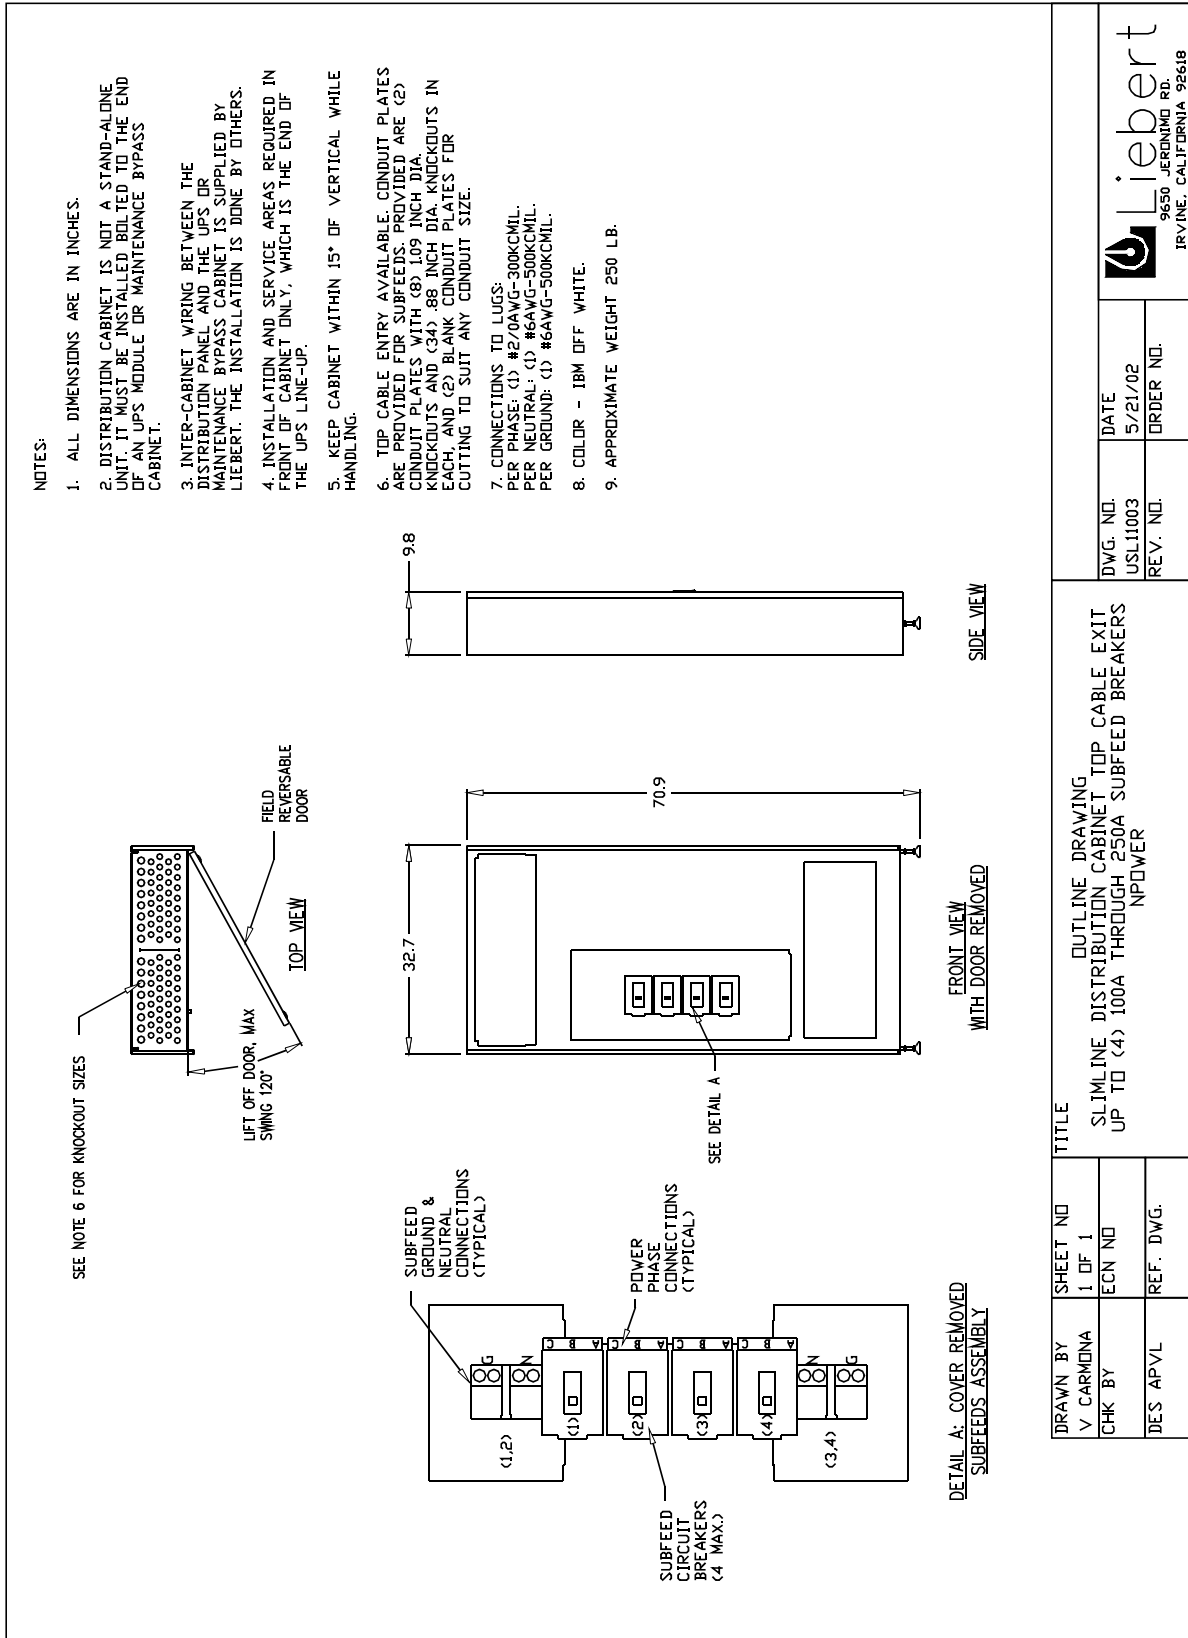 SEE NOTE 6 FOR KNOCKOUT SIZES
LIFT OFF DOOR, MAX
SWING 120°
TOP VIEW
FIELD
REVERSABLE
DOOR
NOTES:
1. ALL DIMENSIONS ARE IN INCHES.
2. DISTRIBUTION CABINET IS NOT A STAND-ALONE
UNIT. IT MUST BE INSTALLED BOLTED TO THE END
OF AN UPS MODULE OR MAINTENANCE BYPASS
CABINET.
3. INTER-CABINET WIRING BETWEEN THE
DISTRIBUTION PANEL AND THE UPS OR
MAINTENANCE BYPASS CABINET IS SUPPLIED BY
LIEBERT. THE INSTALLATION IS DONE BY OTHERS.
4. INSTALLATION AND SERVICE AREAS REQUIRED IN
FRONT OF CABINET ONLY, WHICH IS THE END OF
THE UPS LINE-UP.
5. KEEP CABINET WITHIN 15° OF VERTICAL WHILE
HANDLING.
6. TOP CABLE ENTRY AVAILABLE. CONDUIT PLATES
ARE PROVIDED FOR SUBFEEDS. PROVIDED ARE (2)
CONDUIT PLATES WITH (8) 1.09 INCH DIA.
KNOCKOUTS AND (34) .88 INCH DIA. KNOCKOUTS IN
EACH, AND (2) BLANK CONDUIT PLATES FOR
CUTTING TO SUIT ANY CONDUIT SIZE.
7. CONNECTIONS TO LUGS:
PER PHASE: (1) #2/0AWG-300KCMIL.
PER NEUTRAL: (1) #6AWG-500KCMIL.
PER GROUND: (1) #6AWG-500KCMIL.
8. COLOR - IBM OFF WHITE.
9. APPROXIMATE WEIGHT 250 LB.
SUBFEED
GROUND &
NEUTRAL
CONNECTIONS
(TYPICAL)
POWER
PHASE
CONNECTIONS
(TYPICAL)
SUBFEED
CIRCUIT
BREAKERS
(4 MAX.)
G
N
(1,2)
A B C
(1)
A B C
(2)
A B C
(3)
A B C
(4)
N
G
(3,4)
DETAIL A: COVER REMOVED
SUBFEEDS ASSEMBLY
32.7
70.9
SEE DETAIL A
FRONT VIEW
WITH DOOR REMOVED
9.8
SIDE VIEW
DRAWN BY
V CARMONA
CHK BY
DES APVL
SHEET NO
1 OF 1
ECN NO
REF. DWG.
TITLE
OUTLINE DRAWING
SLIMLINE DISTRIBUTION CABINET TOP CABLE EXIT
UP TO (4) 100A THROUGH 250A SUBFEED BREAKERS
NPOWER
DWG. NO.
USL11003
REV. NO.
DATE
5/21/02
ORDER NO.
Liebert
9650 JERONIMO RD.
IRVINE, CALIFORNIA 92618